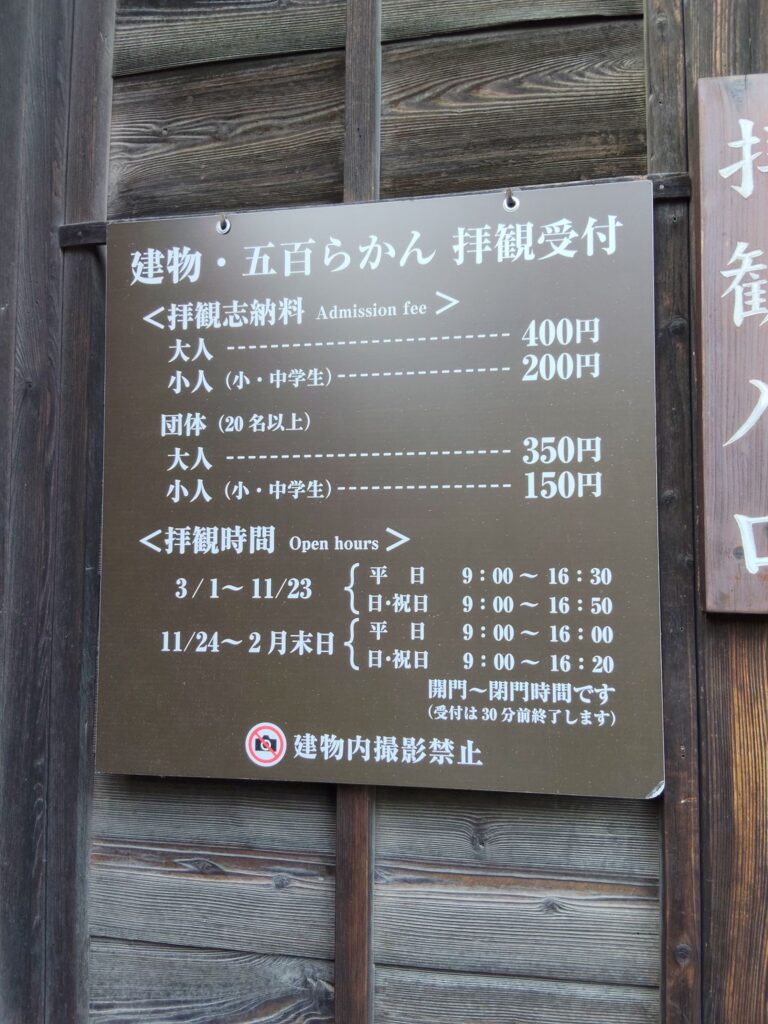 建物・五百らかん 拝観受付
<拝観志納料 Admission fee>
大人 ------------------------- 400円
小人(小・中学生)--------------- 200円
団体(20名以上)
大人 ------------------------- 350円
小人(小・中学生)--------------- 150円
<拝観時間 Open hours>
3/1〜11/23 { 平 日 9:00〜16:30
日・祝日 9:00〜16:50
11/24〜2月末日 { 平 日 9:00〜16:00
日・祝日 9:00〜16:20
開門〜閉門時間です
(受付は30分前終了します)
建物内撮影禁止
拝観入口